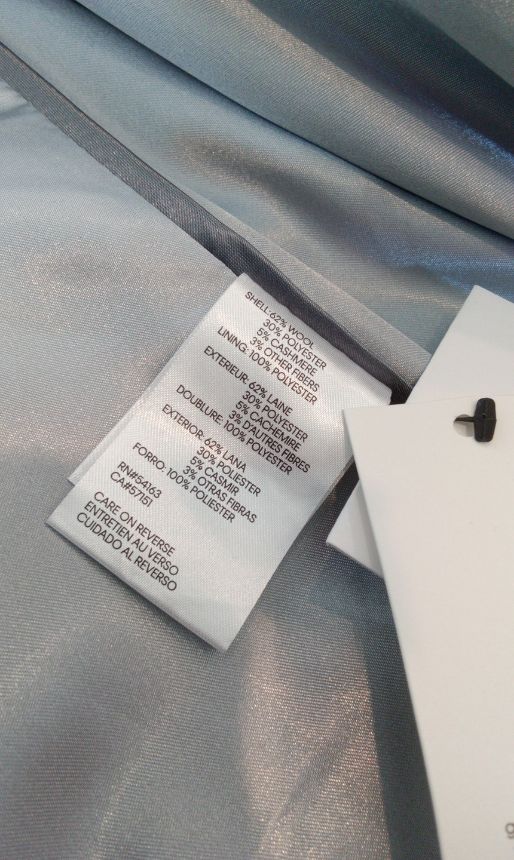 SHELL: 62% WOOL
30% POLYESTER
5% CASHMERE
3% OTHER FIBERS
LINING: 100% POLYESTER
EXTERIEUR: 62% LAINE
30% POLYESTER
5% CACHEMIRE
3% D'AUTRES FIBRES
DOUBLURE: 100% POLYESTER
EXTERIOR: 62% LANA
30% POLIESTER
5% CASMIR
3% OTRAS FIBRAS
FORRO: 100% POLIESTER
RN#54163
CA#57151
CARE ON REVERSE
ENTRETIEN AU VERSO
CUIDADO AL REVERSO